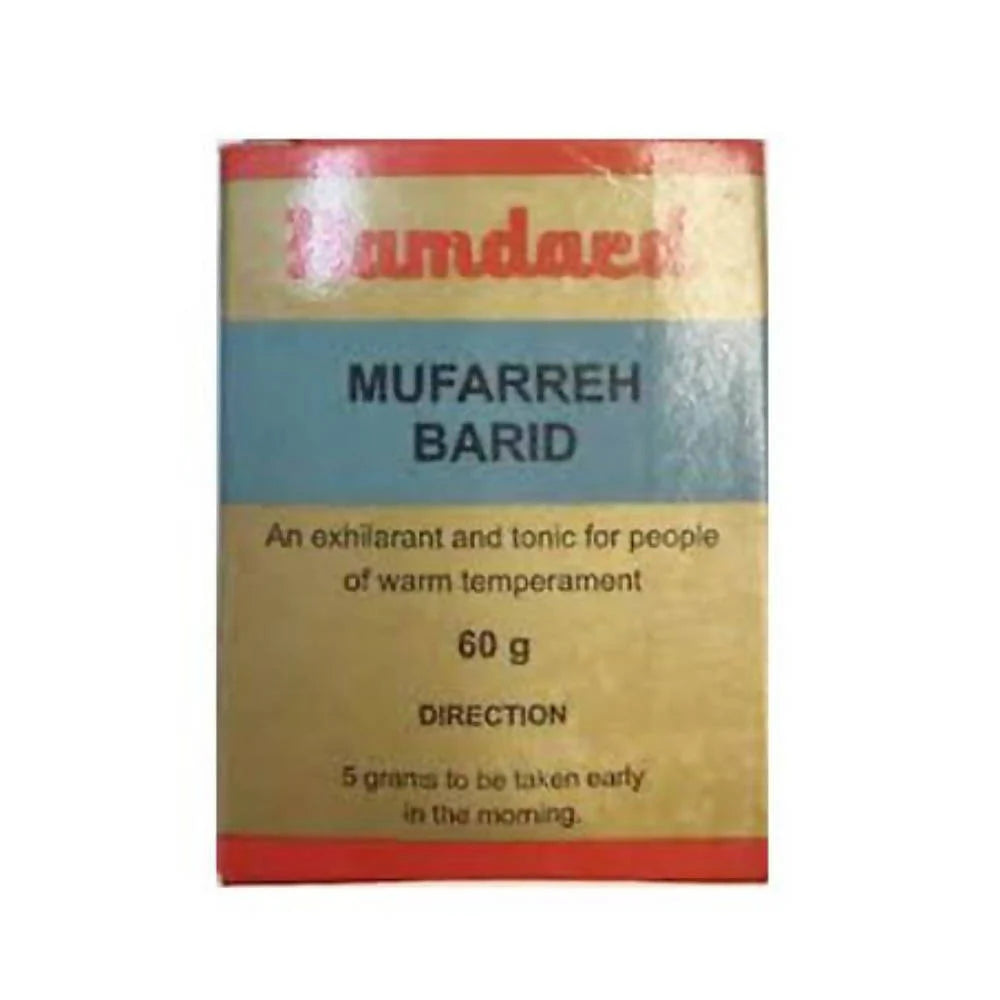 Hamdard
MUFARREH
BARID
An exhilarant and tonic for people
of warm temperament
60 g
DIRECTION
5 grams to be taken early
in the morning.